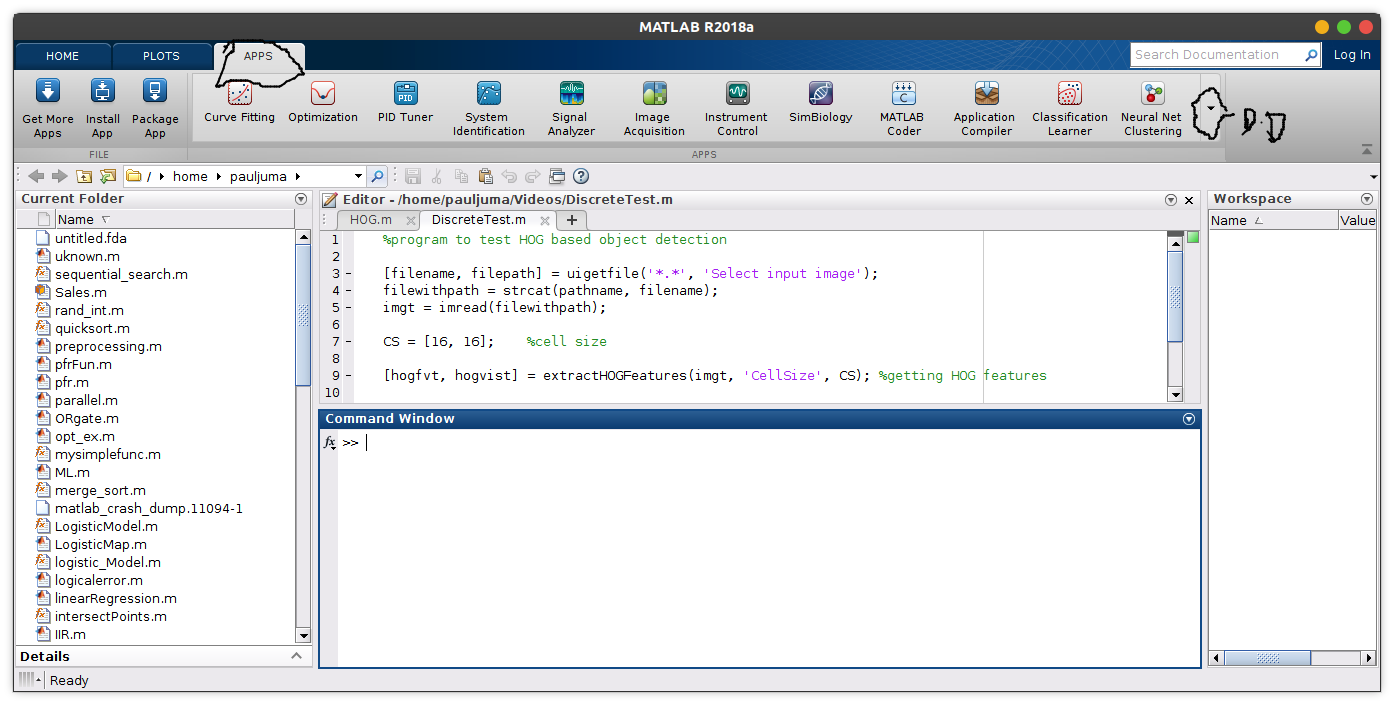 MATLAB R2018a
HOME PLOTS APPS Search Documentation Log In
Get More Apps Install App Package App Curve Fitting Optimization PID Tuner System Identification Signal Analyzer Image Acquisition Instrument Control SimBiology MATLAB Coder Application Compiler Classification Learner Neural Net Clustering D.D
FILE APPS
/ home pauljuma
Current Folder
Name
untitled.fda
uknown.m
sequential_search.m
Sales.m
rand_int.m
quicksort.m
preprocessing.m
pfrFun.m
pfr.m
parallel.m
ORgate.m
opt_ex.m
mysimplefunc.m
ML.m
merge_sort.m
matlab_crash_dump.11094-1
LogisticModel.m
LogisticMap.m
logistic_Model.m
logicalerror.m
linearRegression.m
intersectPoints.m
IIR.m
Details
Editor - /home/pauljuma/Videos/DiscreteTest.m
HOG.m DiscreteTest.m +
1 %program to test HOG based object detection
2
3 - [filename, filepath] = uigetfile('*.*', 'Select input image');
4 - filewithpath = strcat(pathname, filename);
5 - imgt = imread(filewithpath);
6
7 - CS = [16, 16]; %cell size
8
9 - [hogfvt, hogvist] = extractHOGFeatures(imgt, 'CellSize', CS); %getting HOG features
10
Command Window
fx >>
Workspace
Name Value
Ready